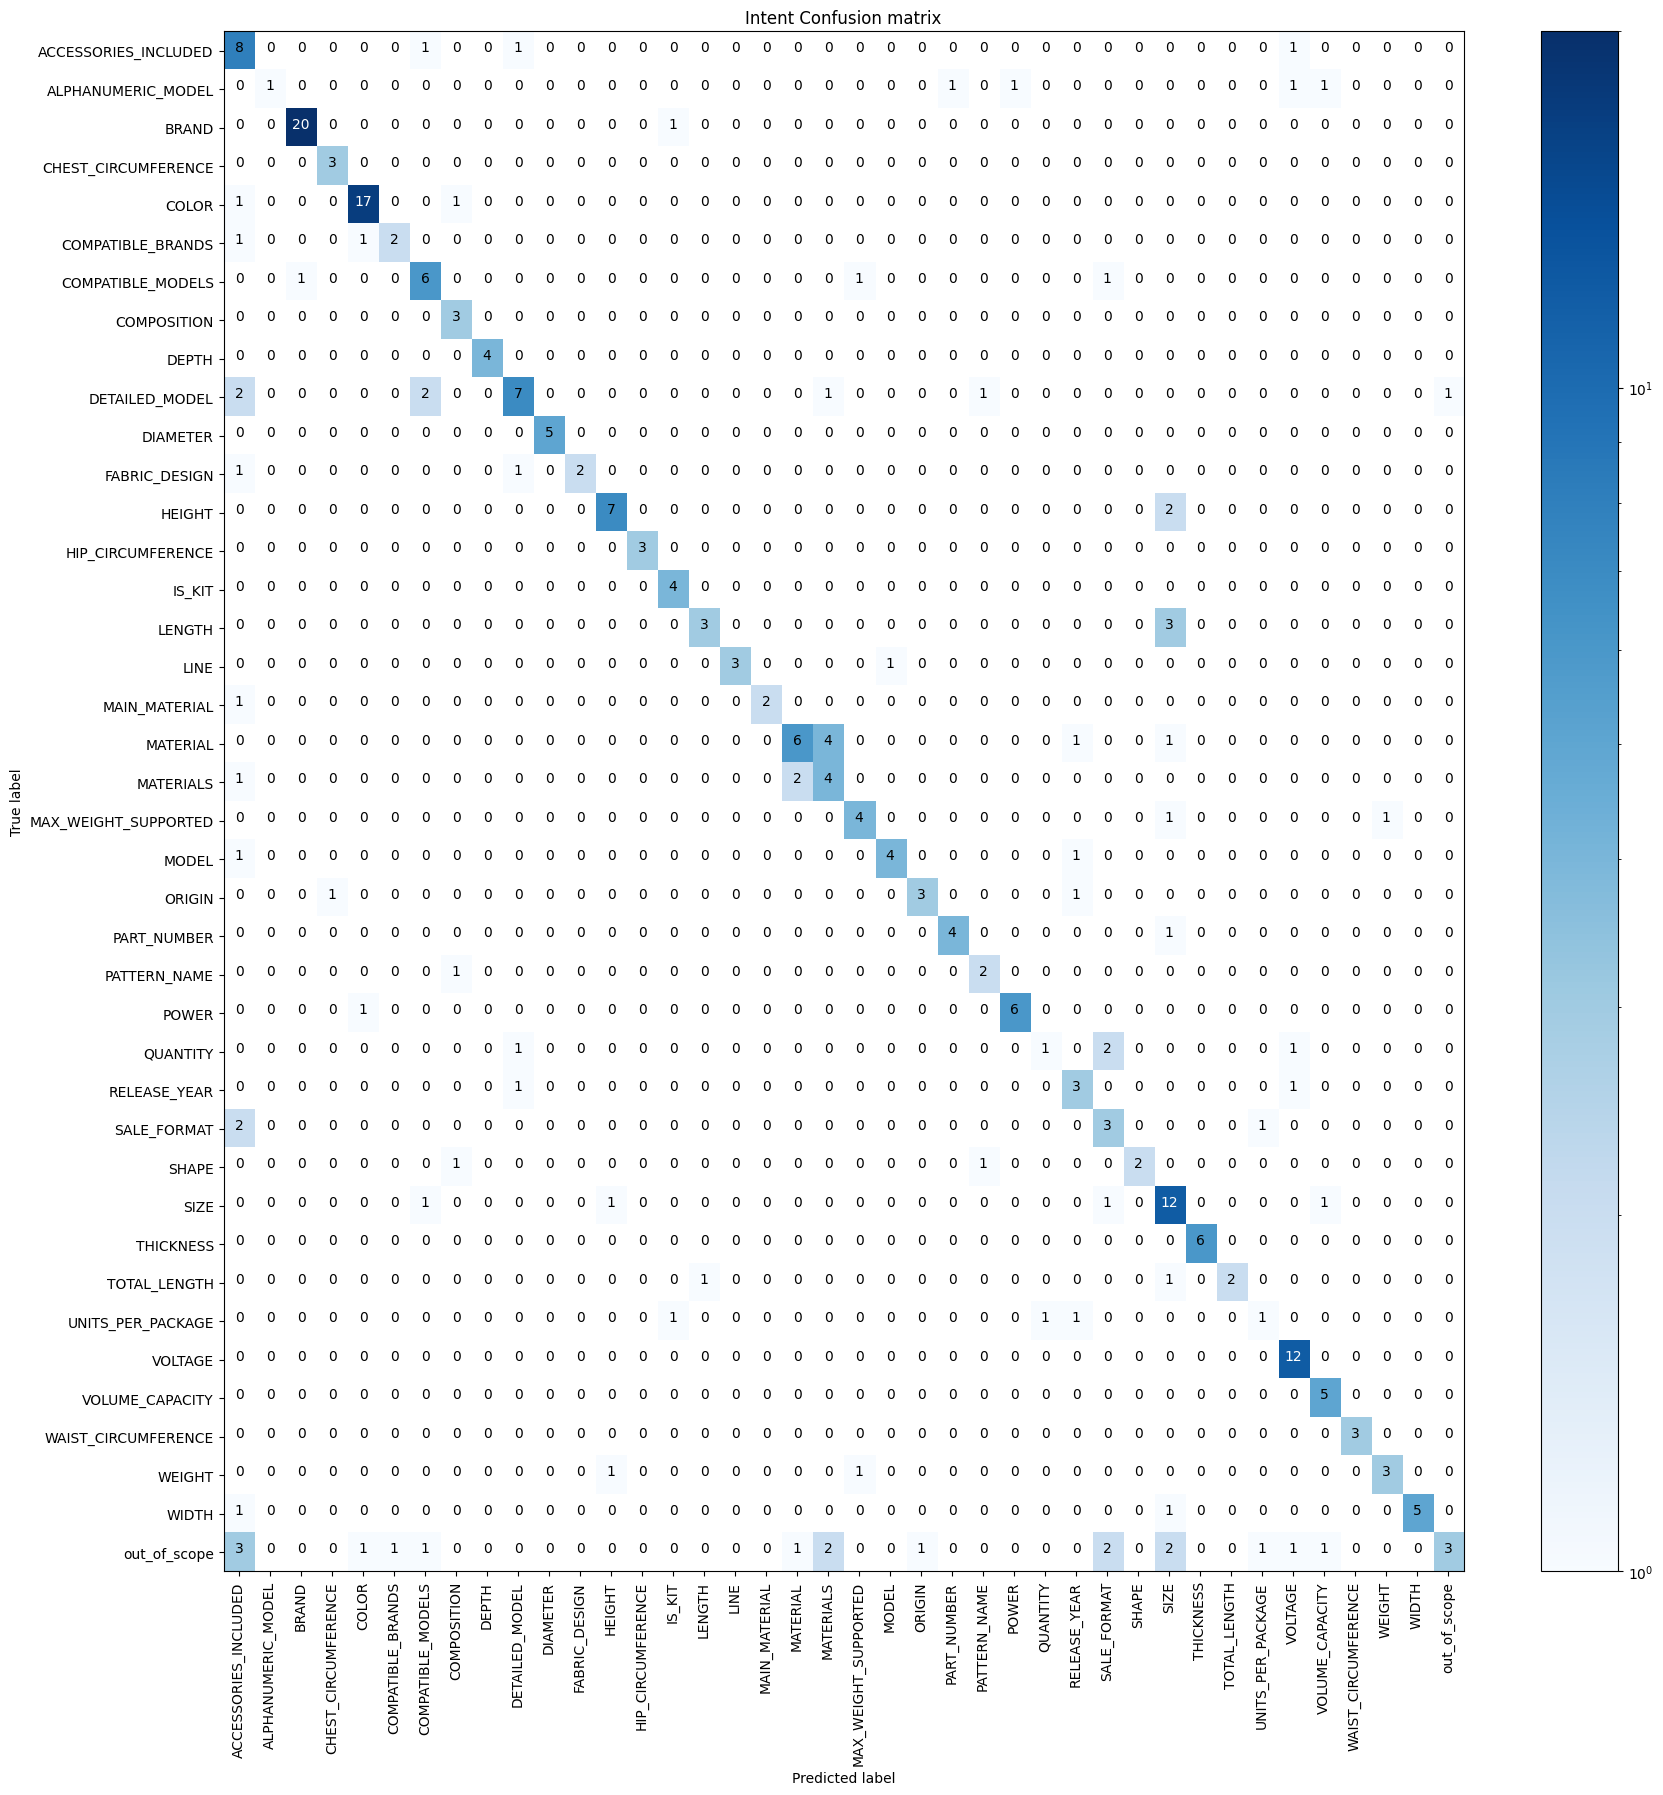 Intent Confusion matrix
ACCESSORIES_INCLUDED 8 0 0 0 0 0 1 0 0 1 0 0 0 0 0 0 0 0 0 0 0 0 0 0 0 0 0 0 0 0 0 0 0 0 1 0 0 0 0 0
ALPHANUMERIC_MODEL 0 1 0 0 0 0 0 0 0 0 0 0 0 0 0 0 0 0 0 0 0 0 0 1 0 1 0 0 0 0 0 0 0 0 1 1 0 0 0 0
BRAND 0 0 20 0 0 0 0 0 0 0 0 0 0 0 1 0 0 0 0 0 0 0 0 0 0 0 0 0 0 0 0 0 0 0 0 0 0 0 0 0
CHEST_CIRCUMFERENCE 0 0 0 3 0 0 0 0 0 0 0 0 0 0 0 0 0 0 0 0 0 0 0 0 0 0 0 0 0 0 0 0 0 0 0 0 0 0 0 0
COLOR 1 0 0 0 17 0 0 1 0 0 0 0 0 0 0 0 0 0 0 0 0 0 0 0 0 0 0 0 0 0 0 0 0 0 0 0 0 0 0 0
COMPATIBLE_BRANDS 1 0 0 0 1 2 0 0 0 0 0 0 0 0 0 0 0 0 0 0 0 0 0 0 0 0 0 0 0 0 0 0 0 0 0 0 0 0 0 0
COMPATIBLE_MODELS 0 0 1 0 0 0 6 0 0 0 0 0 0 0 0 0 0 0 0 0 1 0 0 0 0 0 0 0 1 0 0 0 0 0 0 0 0 0 0 0
COMPOSITION 0 0 0 0 0 0 0 3 0 0 0 0 0 0 0 0 0 0 0 0 0 0 0 0 0 0 0 0 0 0 0 0 0 0 0 0 0 0 0 0
DEPTH 0 0 0 0 0 0 0 0 4 0 0 0 0 0 0 0 0 0 0 0 0 0 0 0 0 0 0 0 0 0 0 0 0 0 0 0 0 0 0 0
DETAILED_MODEL 2 0 0 0 0 0 2 0 0 7 0 0 0 0 0 0 0 0 0 1 0 0 0 0 1 0 0 0 0 0 0 0 0 0 0 0 0 0 0 1
DIAMETER 0 0 0 0 0 0 0 0 0 0 5 0 0 0 0 0 0 0 0 0 0 0 0 0 0 0 0 0 0 0 0 0 0 0 0 0 0 0 0 0
FABRIC_DESIGN 1 0 0 0 0 0 0 0 0 1 0 2 0 0 0 0 0 0 0 0 0 0 0 0 0 0 0 0 0 0 0 0 0 0 0 0 0 0 0 0
HEIGHT 0 0 0 0 0 0 0 0 0 0 0 0 7 0 0 0 0 0 0 0 0 0 0 0 0 0 0 0 0 0 2 0 0 0 0 0 0 0 0 0
HIP_CIRCUMFERENCE 0 0 0 0 0 0 0 0 0 0 0 0 0 3 0 0 0 0 0 0 0 0 0 0 0 0 0 0 0 0 0 0 0 0 0 0 0 0 0 0
IS_KIT 0 0 0 0 0 0 0 0 0 0 0 0 0 0 4 0 0 0 0 0 0 0 0 0 0 0 0 0 0 0 0 0 0 0 0 0 0 0 0 0
LENGTH 0 0 0 0 0 0 0 0 0 0 0 0 0 0 0 3 0 0 0 0 0 0 0 0 0 0 0 0 0 0 3 0 0 0 0 0 0 0 0 0
LINE 0 0 0 0 0 0 0 0 0 0 0 0 0 0 0 0 3 0 0 0 0 1 0 0 0 0 0 0 0 0 0 0 0 0 0 0 0 0 0 0
MAIN_MATERIAL 1 0 0 0 0 0 0 0 0 0 0 0 0 0 0 0 0 2 0 0 0 0 0 0 0 0 0 0 0 0 0 0 0 0 0 0 0 0 0 0
MATERIAL 0 0 0 0 0 0 0 0 0 0 0 0 0 0 0 0 0 0 6 4 0 0 0 0 0 0 0 1 0 0 1 0 0 0 0 0 0 0 0 0
MATERIALS 1 0 0 0 0 0 0 0 0 0 0 0 0 0 0 0 0 0 2 4 0 0 0 0 0 0 0 0 0 0 0 0 0 0 0 0 0 0 0 0
MAX_WEIGHT_SUPPORTED 0 0 0 0 0 0 0 0 0 0 0 0 0 0 0 0 0 0 0 0 4 0 0 0 0 0 0 0 0 0 1 0 0 0 0 0 0 1 0 0
MODEL 1 0 0 0 0 0 0 0 0 0 0 0 0 0 0 0 0 0 0 0 0 4 0 0 0 0 0 1 0 0 0 0 0 0 0 0 0 0 0 0
ORIGIN 0 0 0 1 0 0 0 0 0 0 0 0 0 0 0 0 0 0 0 0 0 0 3 0 0 0 0 1 0 0 0 0 0 0 0 0 0 0 0 0
PART_NUMBER 0 0 0 0 0 0 0 0 0 0 0 0 0 0 0 0 0 0 0 0 0 0 0 4 0 0 0 0 0 0 1 0 0 0 0 0 0 0 0 0
PATTERN_NAME 0 0 0 0 0 0 0 1 0 0 0 0 0 0 0 0 0 0 0 0 0 0 0 0 2 0 0 0 0 0 0 0 0 0 0 0 0 0 0 0
POWER 0 0 0 0 1 0 0 0 0 0 0 0 0 0 0 0 0 0 0 0 0 0 0 0 0 6 0 0 0 0 0 0 0 0 0 0 0 0 0 0
QUANTITY 0 0 0 0 0 0 0 0 0 1 0 0 0 0 0 0 0 0 0 0 0 0 0 0 0 0 1 0 2 0 0 0 0 0 1 0 0 0 0 0
RELEASE_YEAR 0 0 0 0 0 0 0 0 0 1 0 0 0 0 0 0 0 0 0 0 0 0 0 0 0 0 0 3 0 0 0 0 0 0 1 0 0 0 0 0
SALE_FORMAT 2 0 0 0 0 0 0 0 0 0 0 0 0 0 0 0 0 0 0 0 0 0 0 0 0 0 0 0 3 0 0 0 0 1 0 0 0 0 0 0
SHAPE 0 0 0 0 0 0 0 1 0 0 0 0 0 0 0 0 0 0 0 0 0 0 0 0 1 0 0 0 0 2 0 0 0 0 0 0 0 0 0 0
SIZE 0 0 0 0 0 0 1 0 0 0 0 0 1 0 0 0 0 0 0 0 0 0 0 0 0 0 0 0 1 0 12 0 0 0 0 1 0 0 0 0
THICKNESS 0 0 0 0 0 0 0 0 0 0 0 0 0 0 0 0 0 0 0 0 0 0 0 0 0 0 0 0 0 0 0 6 0 0 0 0 0 0 0 0
TOTAL_LENGTH 0 0 0 0 0 0 0 0 0 0 0 0 0 0 0 1 0 0 0 0 0 0 0 0 0 0 0 0 0 0 1 0 2 0 0 0 0 0 0 0
UNITS_PER_PACKAGE 0 0 0 0 0 0 0 0 0 0 0 0 0 0 1 0 0 0 0 0 0 0 0 0 0 0 1 1 0 0 0 0 0 1 0 0 0 0 0 0
VOLTAGE 0 0 0 0 0 0 0 0 0 0 0 0 0 0 0 0 0 0 0 0 0 0 0 0 0 0 0 0 0 0 0 0 0 0 12 0 0 0 0 0
VOLUME_CAPACITY 0 0 0 0 0 0 0 0 0 0 0 0 0 0 0 0 0 0 0 0 0 0 0 0 0 0 0 0 0 0 0 0 0 0 0 5 0 0 0 0
WAIST_CIRCUMFERENCE 0 0 0 0 0 0 0 0 0 0 0 0 0 0 0 0 0 0 0 0 0 0 0 0 0 0 0 0 0 0 0 0 0 0 0 0 3 0 0 0
WEIGHT 0 0 0 0 0 0 0 0 0 0 0 0 1 0 0 0 0 0 0 0 1 0 0 0 0 0 0 0 0 0 0 0 0 0 0 0 0 3 0 0
WIDTH 1 0 0 0 0 0 0 0 0 0 0 0 0 0 0 0 0 0 0 0 0 0 0 0 0 0 0 0 0 0 1 0 0 0 0 0 0 0 5 0
out_of_scope 3 0 0 0 1 1 1 0 0 0 0 0 0 0 0 0 0 0 1 2 0 0 1 0 0 0 0 0 2 0 2 0 0 1 1 1 0 0 0 3
True label
ACCESSORIES_INCLUDED
ALPHANUMERIC_MODEL
BRAND
CHEST_CIRCUMFERENCE
COLOR
COMPATIBLE_BRANDS
COMPATIBLE_MODELS
COMPOSITION
DEPTH
DETAILED_MODEL
DIAMETER
FABRIC_DESIGN
HEIGHT
HIP_CIRCUMFERENCE
IS_KIT
LENGTH
LINE
MAIN_MATERIAL
MATERIAL
MATERIALS
MAX_WEIGHT_SUPPORTED
MODEL
ORIGIN
PART_NUMBER
PATTERN_NAME
POWER
QUANTITY
RELEASE_YEAR
SALE_FORMAT
SHAPE
SIZE
THICKNESS
TOTAL_LENGTH
UNITS_PER_PACKAGE
VOLTAGE
VOLUME_CAPACITY
WAIST_CIRCUMFERENCE
WEIGHT
WIDTH
out_of_scope
Predicted label
10¹
10⁰